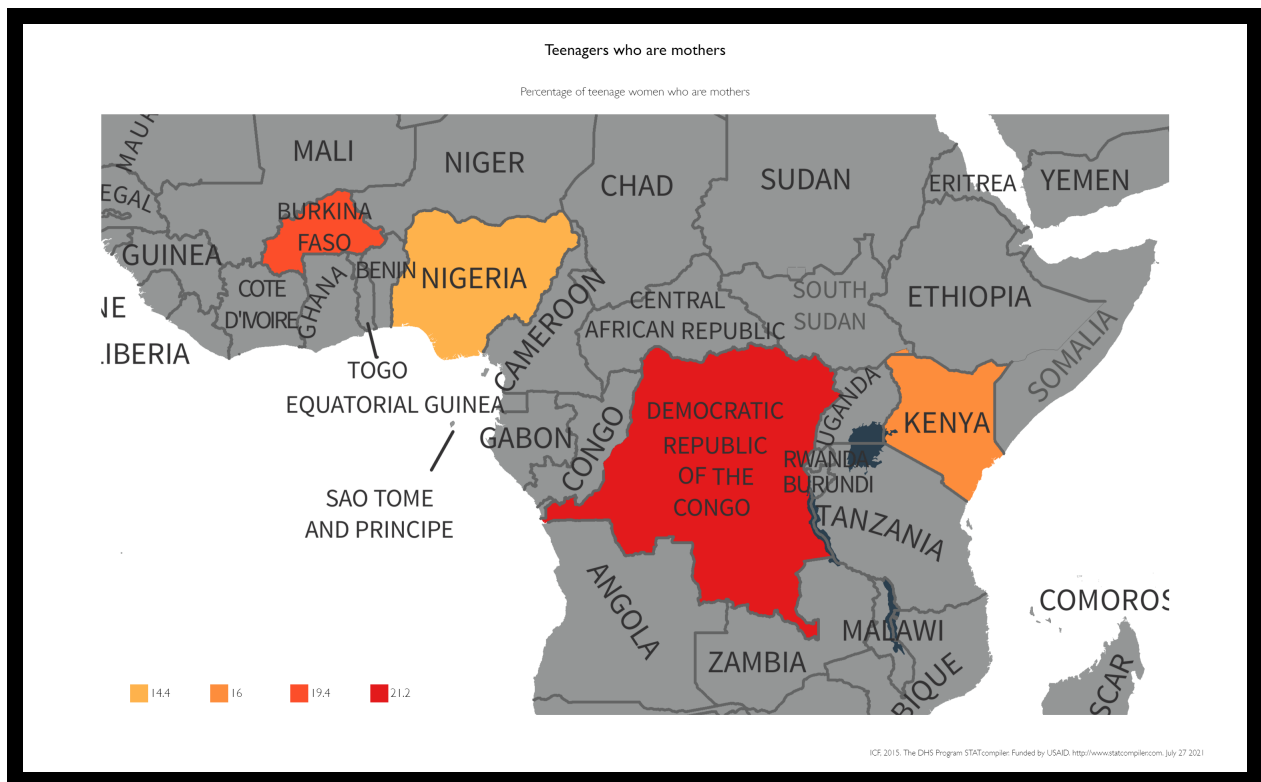 Teenagers who are mothers
Percentage of teenage women who are mothers
MAUR
MALI
NIGER
CHAD
SUDAN
ERITREA
YEMEN
EGAL
BURKINA
FASO
GUINEA
BENIN
NIGERIA
COTE
D'IVOIRE
GHANA
CAMEROON
CENTRAL
AFRICAN REPUBLIC
SOUTH
SUDAN
ETHIOPIA
SOMALIA
NE
IBERIA
TOGO
EQUATORIAL GUINEA
GABON
CONGO
DEMOCRATIC
REPUBLIC
OF THE
CONGO
UGANDA
KENYA
RWANDA
BURUNDI
TANZANIA
SAO TOME
AND PRINCIPE
ANGOLA
ZAMBIA
MALAWI
BIQUE
COMOROS
SCAR
14.4
16
19.4
21.2
ICF, 2015. The DHS Program STATcompiler. Funded by USAID. http://www.statcompiler.com. July 27 2021